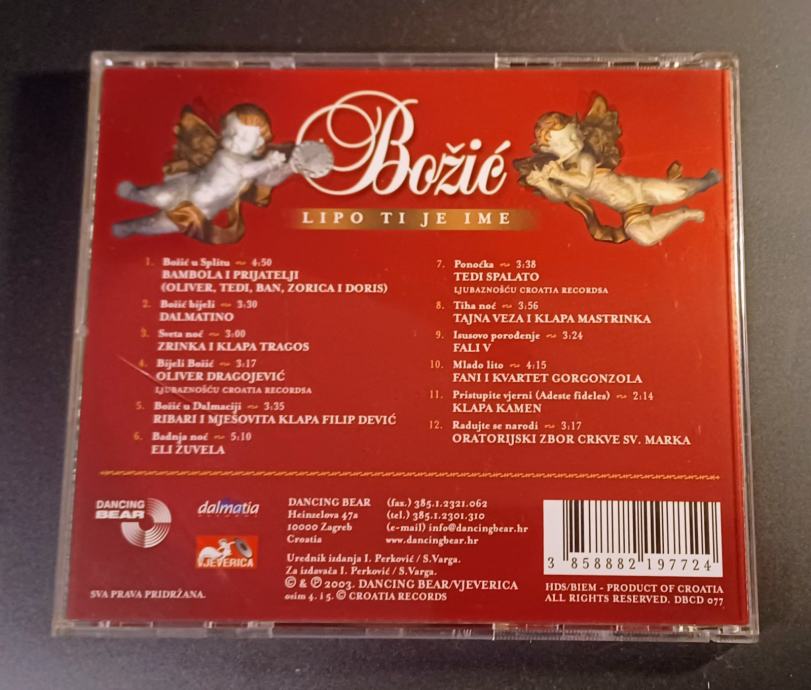 Božić
LIPO TI JE IME
1. Božić u Splitu ~ 4:50
BAMBOLA I PRIJATELJI
(OLIVER, TEDI, BAN, ZORICA I DORIS)
2. Božić bijeli ~ 3:30
DALMATINO
3. Sveta noć ~ 3:00
ZRINKA I KLAPA TRAGOS
4. Bijeli Božić ~ 3:17
OLIVER DRAGOJEVIĆ
LJUBAZNOŠĆU CROATIA RECORDSA
5. Božić u Dalmaciji ~ 3:35
RIBARI I MJEŠOVITA KLAPA FILIP DEVIĆ
6. Badnja noć ~ 5:10
ELI ŽUVELA
7. Ponoćka ~ 3:38
TEDI SPALATO
LJUBAZNOŠĆU CROATIA RECORDSA
8. Tiha noć ~ 3:56
TAJNA VEZA I KLAPA MASTRINKA
9. Isusovo porođenje ~ 3:24
FALI V
10. Mlado lito ~ 4:15
FANI I KVARTET GORGONZOLA
11. Pristupite vjerni (Adeste fideles) ~ 2:14
KLAPA KAMEN
12. Radujte se narodi ~ 3:17
ORATORIJSKI ZBOR CRKVE SV. MARKA
DANCING
BEAR
dalmatia
VJEVERICA
SVA PRAVA PRIDRŽANA.
DANCING BEAR
Heinzelova 47a
10000 Zagreb
Croatia
(fax.) 385.1.2321.062
(tel.) 385.1.2301.310
(e-mail) info@dancingbear.hr
www.dancingbear.hr
Urednik izdanja I. Perković / S.Varga.
Za izdavača I. Perković / S.Varga.
© & ℗ 2003. DANCING BEAR/VJEVERICA
osim 4. i 5. © CROATIA RECORDS
3 858882 197724
HDS/BIEM - PRODUCT OF CROATIA
ALL RIGHTS RESERVED. DBCD 077